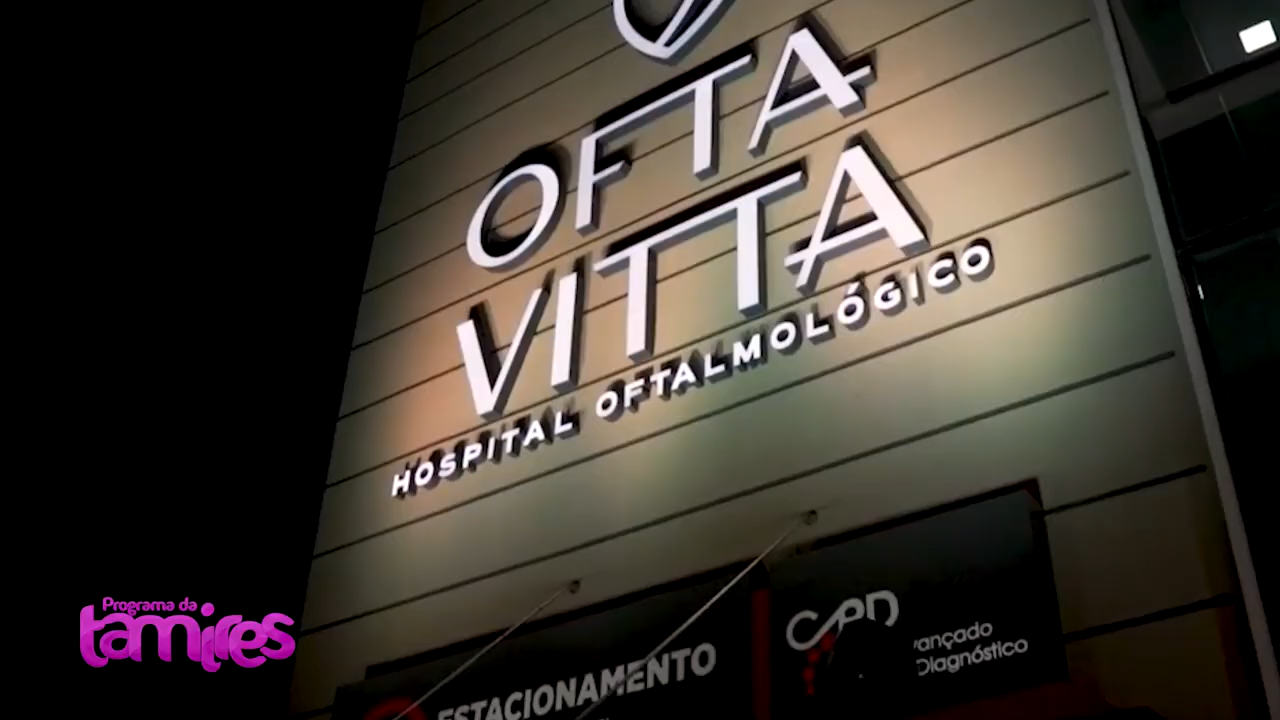 OFTA
VITTA
HOSPITAL OFTALMOLÓGICO
ESTACIONAMENTO
Diagnóstico
Programa da
tamires